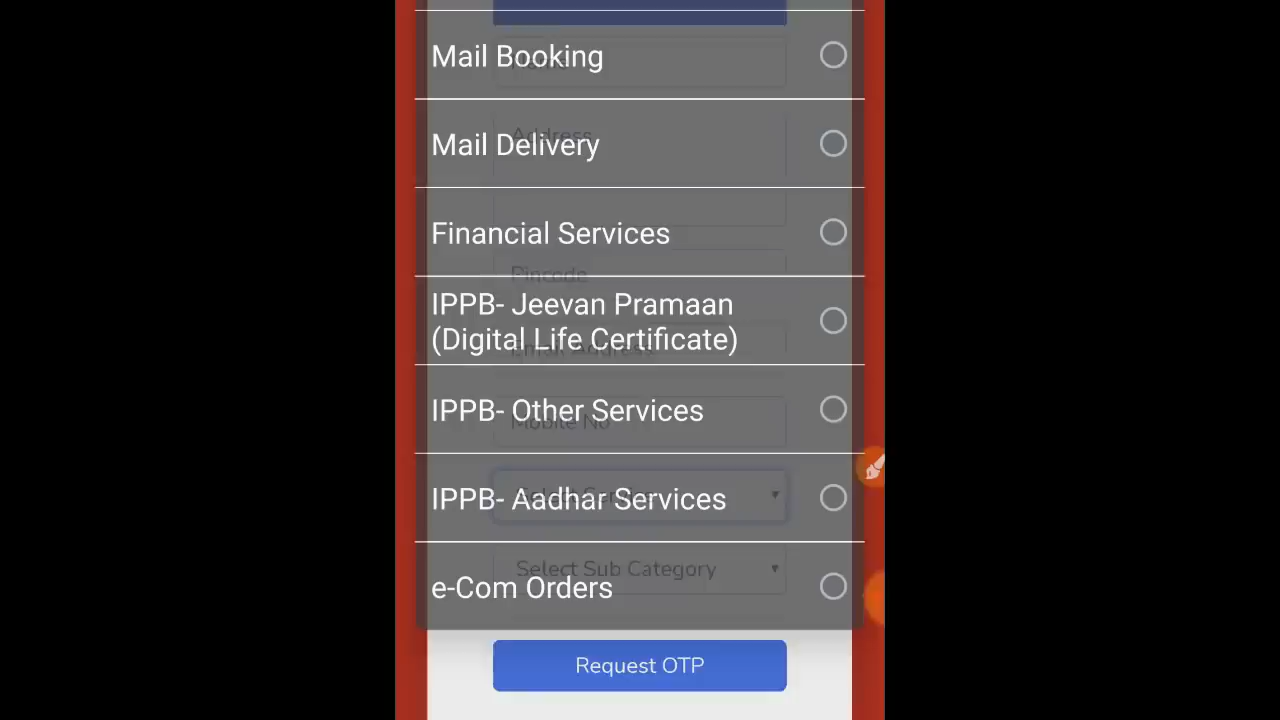 Mail Booking
Address
Mail Delivery
Financial Services
Pincode
IPPB- Jeevan Pramaan
(Digital Life Certificate)
Email Address
IPPB- Other Services
Mobile No
IPPB- Aadhar Services
Select Sub Category
e-Com Orders
Request OTP